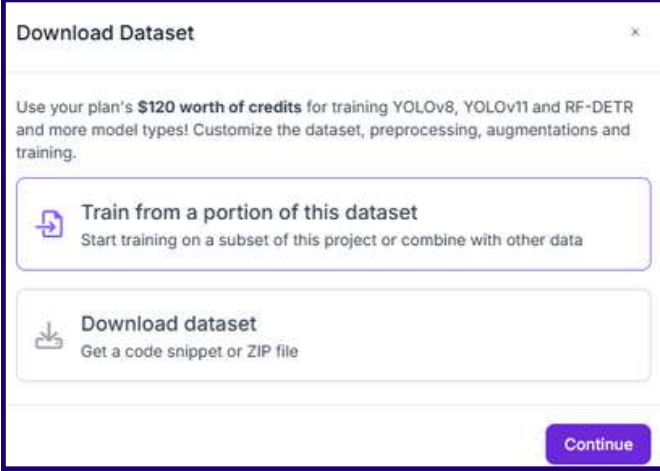 Download Dataset
×
Use your plan's $120 worth of credits for training YOLOv8, YOLOv11 and RF-DETR
and more model types! Customize the dataset, preprocessing, augmentations and
training.
Train from a portion of this dataset
Start training on a subset of this project or combine with other data
Download dataset
Get a code snippet or ZIP file
Continue